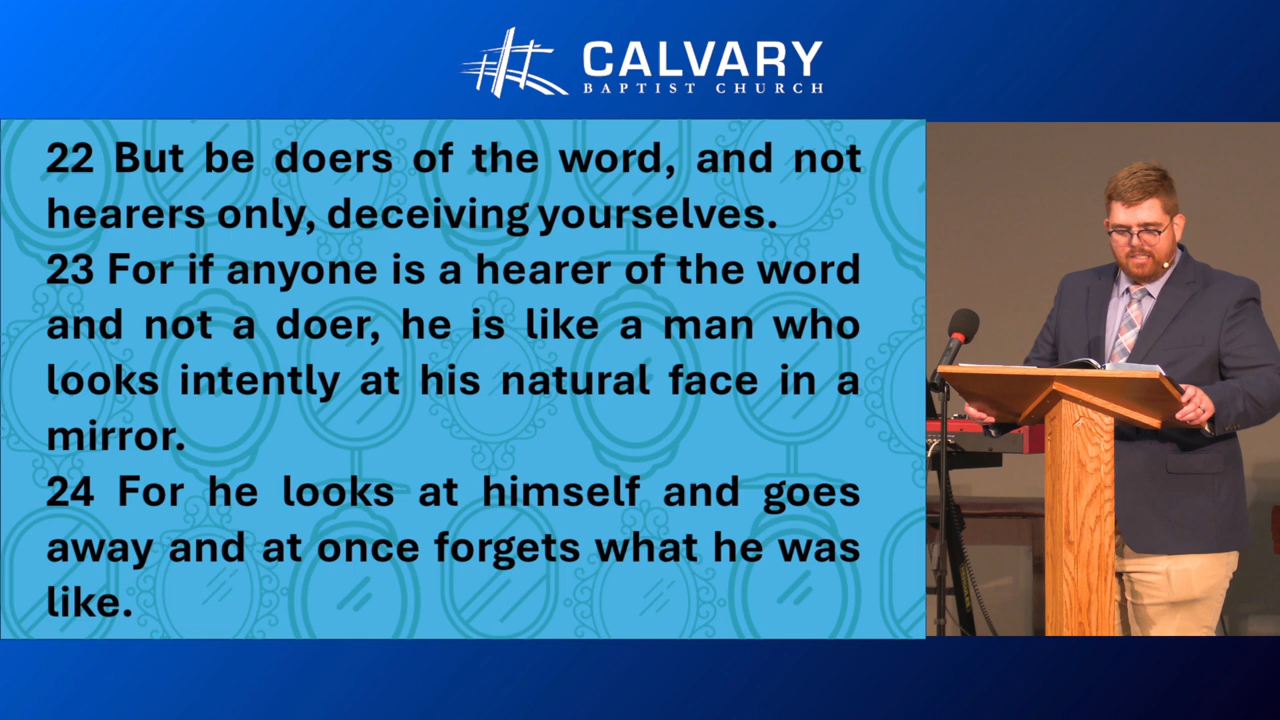 CALVARY
BAPTIST CHURCH
22 But be doers of the word, and not
hearers only, deceiving yourselves.
23 For if anyone is a hearer of the word
and not a doer, he is like a man who
looks intently at his natural face in a
mirror.
24 For he looks at himself and goes
away and at once forgets what he was
like.